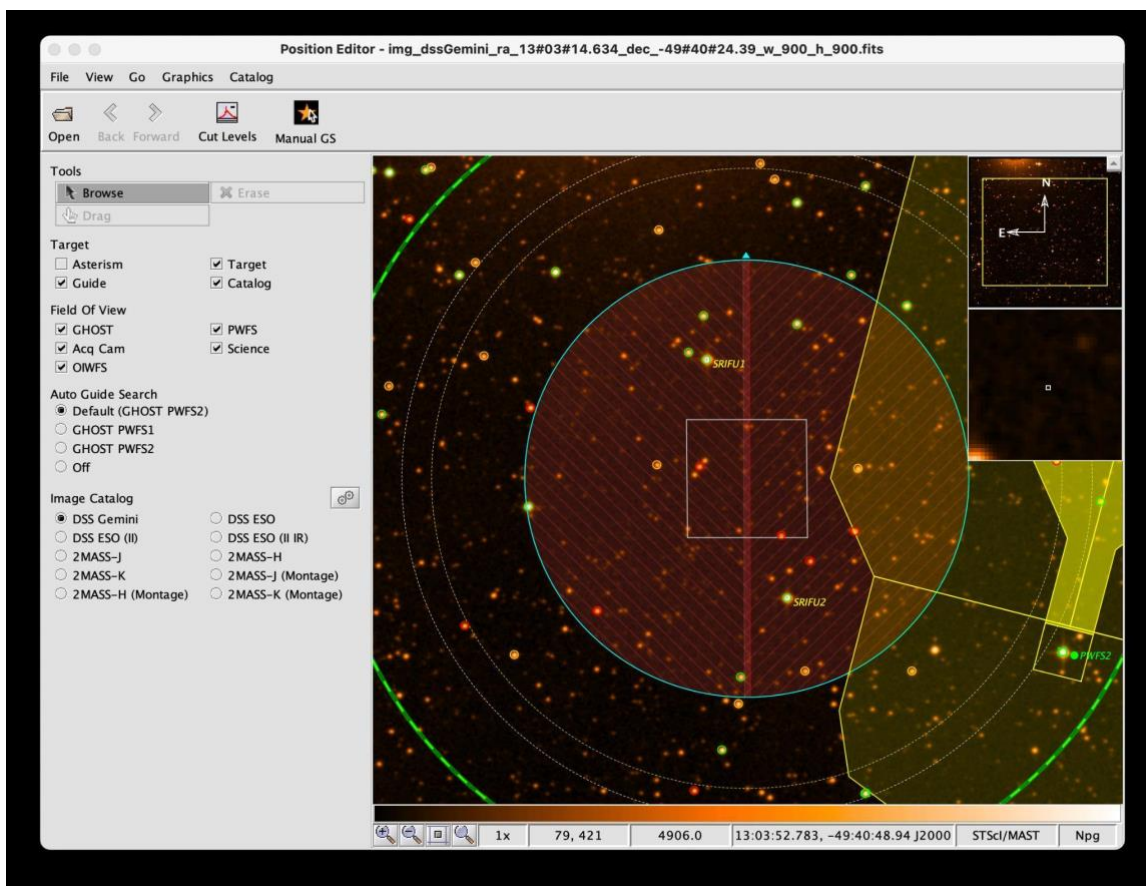 Position Editor - img_dssGemini_ra_13#03#14.634_dec_-49#40#24.39_w_900_h_900.fits
File View Go Graphics Catalog
Open Back Forward Cut Levels Manual GS
Tools
Browse Erase
Drag
Target
Asterism Target
Guide Catalog
Field Of View
GHOST PWFS
Acq Cam Science
OIWFS
Auto Guide Search
Default (GHOST PWFS2)
GHOST PWFS1
GHOST PWFS2
Off
Image Catalog
DSS Gemini DSS ESO
DSS ESO (II) DSS ESO (II IR)
2MASS-J 2MASS-H
2MASS-K 2MASS-J (Montage)
2MASS-H (Montage) 2MASS-K (Montage)
N
E
SRIFU1
SRIFU2
PWFS2
1x 79, 421 4906.0 13:03:52.783, -49:40:48.94 J2000 STScI/MAST Npg